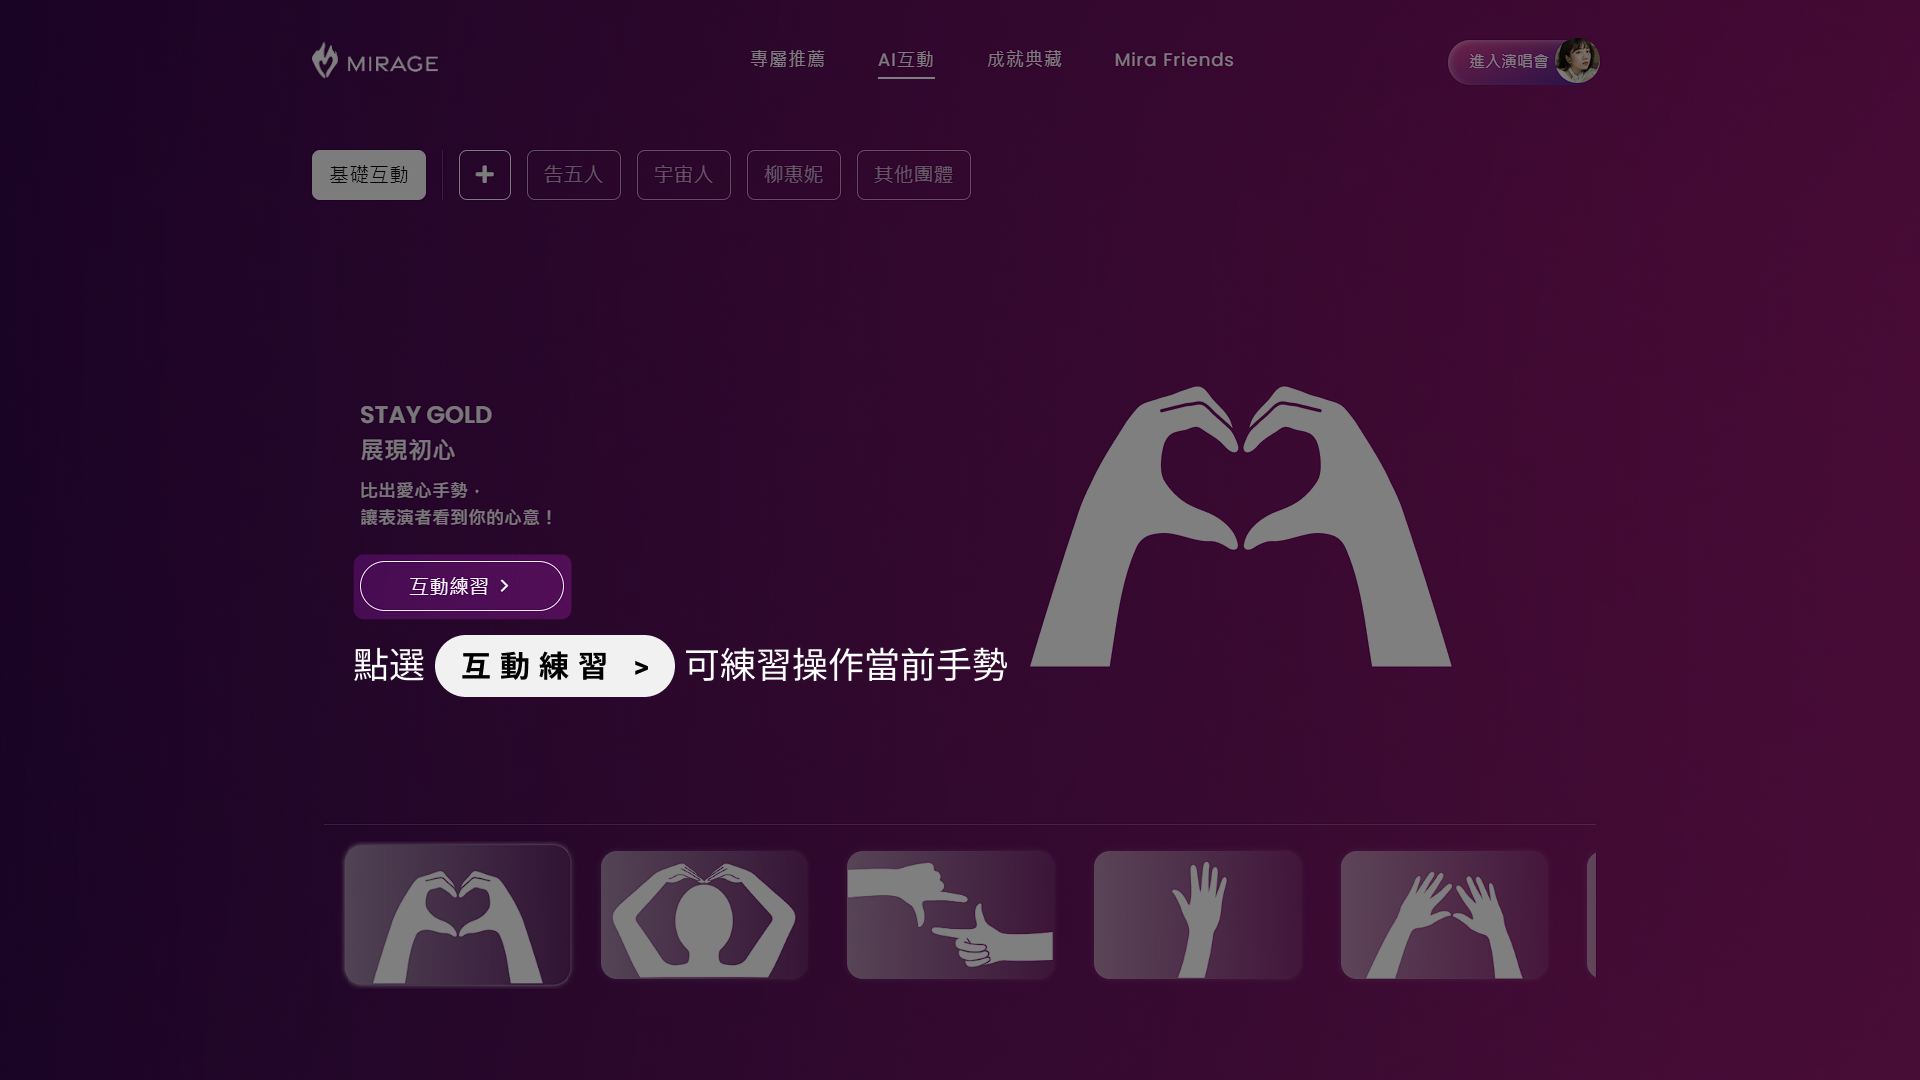 MIRAGE
專屬推薦
AI互動
成就典藏
Mira Friends
進入演唱會
基礎互動
告五人
宇宙人
柳惠妮
其他團體
STAY GOLD
展現初心
比出愛心手勢，
讓表演者看到你的心意！
互動練習 >
點選 互動練習 > 可練習操作當前手勢